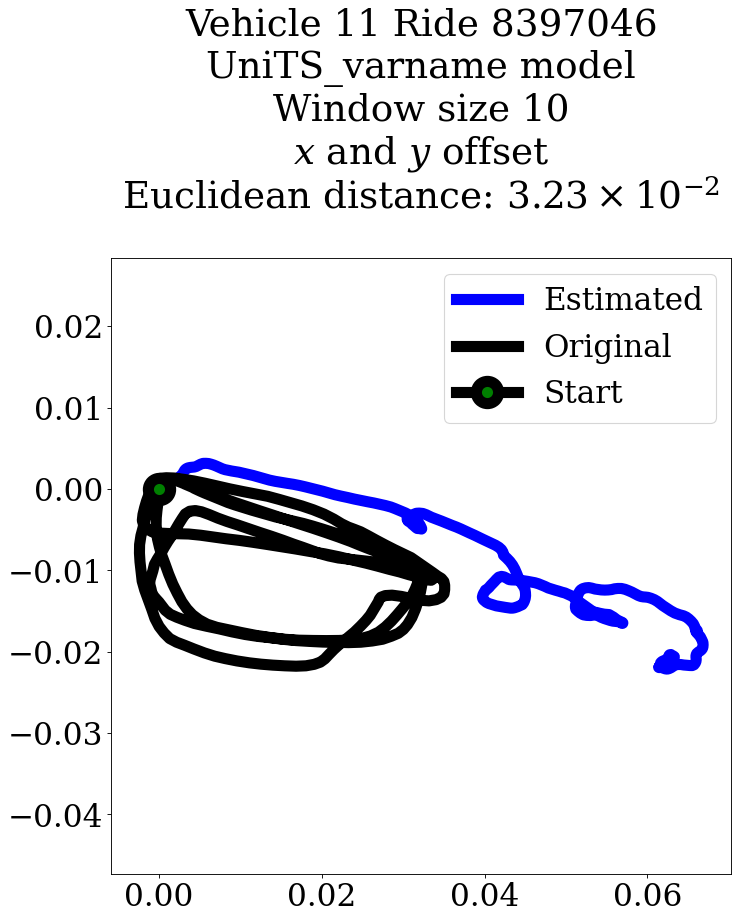 Vehicle 11 Ride 8397046
UniTS_varname model
Window size 10
x and y offset
Euclidean distance: 3.23 × 10⁻²
Estimated
Original
Start
0.02
0.01
0.00
−0.01
−0.02
−0.03
−0.04
0.00 0.02 0.04 0.06